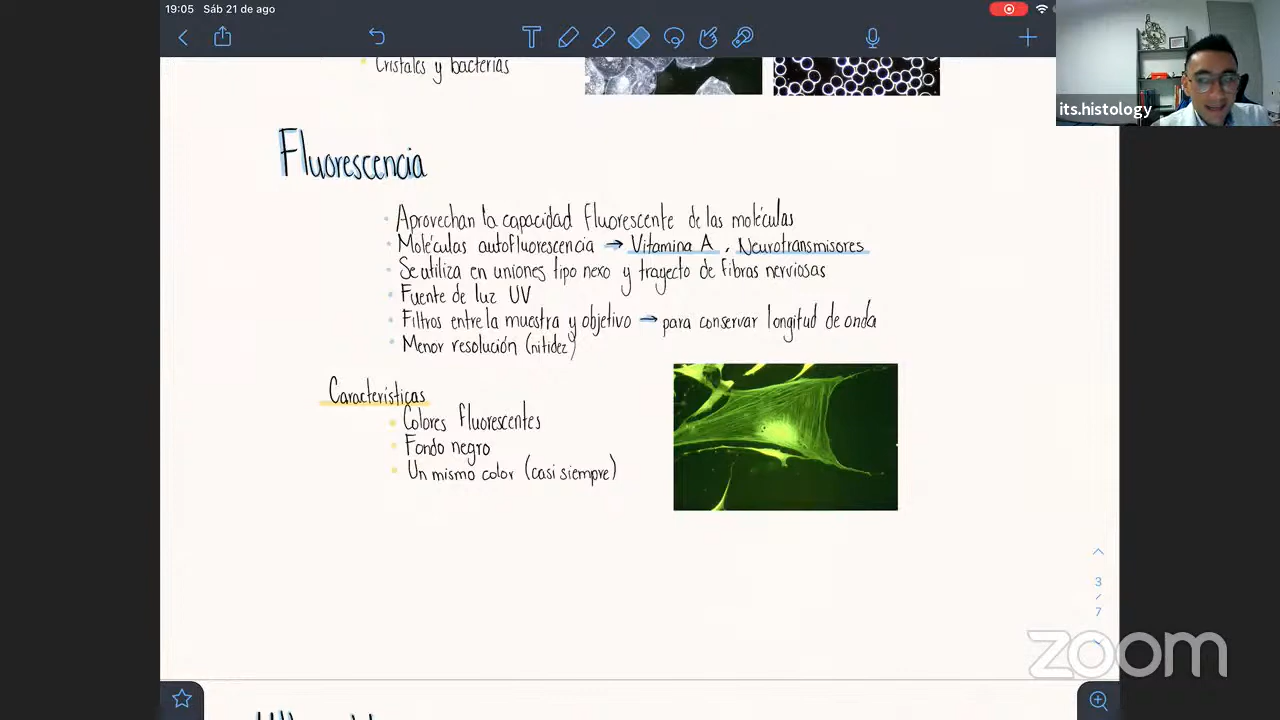 19:05 Sáb 21 de ago
its.histology
Cristales y bacterias
Fluorescencia
Aprovechan la capacidad fluorescente de las moléculas
Moléculas autofluorescencia → Vitamina A , Neurotransmisores
Se utiliza en uniones tipo nexo y trayecto de fibras nerviosas
Fuente de luz UV
Filtros entre la muestra y objetivo → para conservar longitud de onda
Menor resolución (nitidez)
Características
Colores fluorescentes
Fondo negro
Un mismo color (casi siempre)
3
/
7
zoom